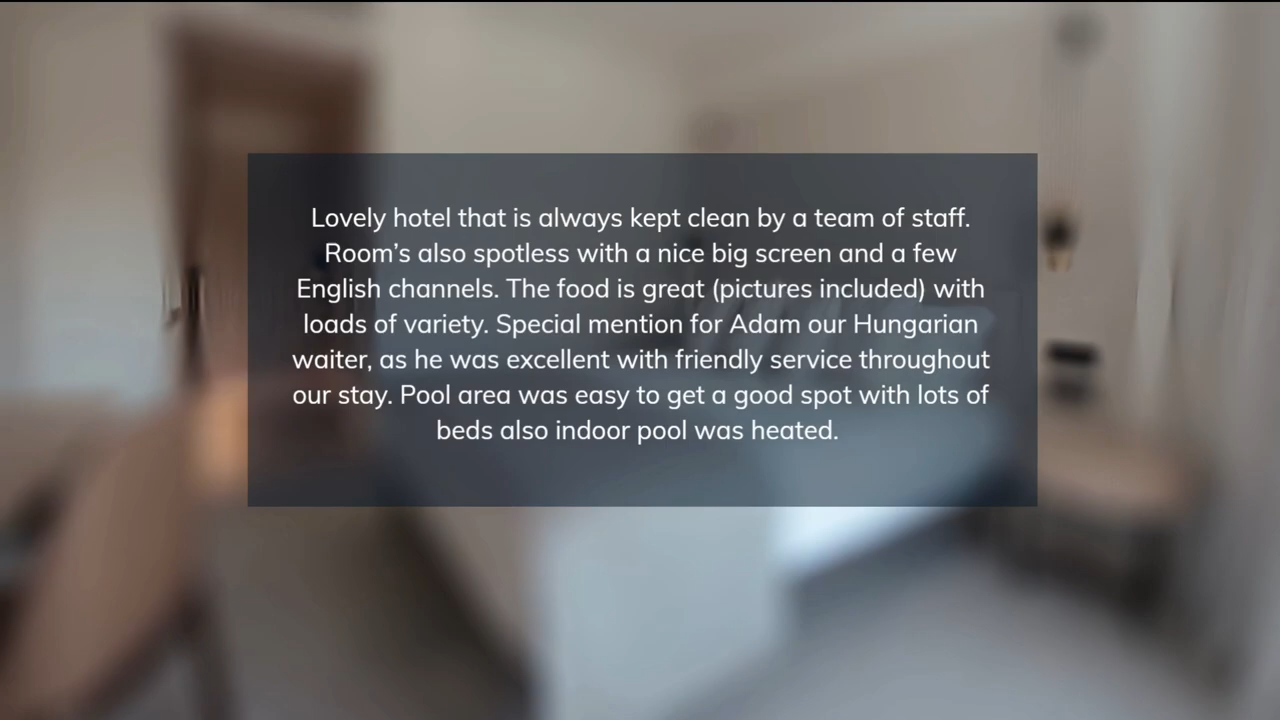 Lovely hotel that is always kept clean by a team of staff.
Room’s also spotless with a nice big screen and a few
English channels. The food is great (pictures included) with
loads of variety. Special mention for Adam our Hungarian
waiter, as he was excellent with friendly service throughout
our stay. Pool area was easy to get a good spot with lots of
beds also indoor pool was heated.